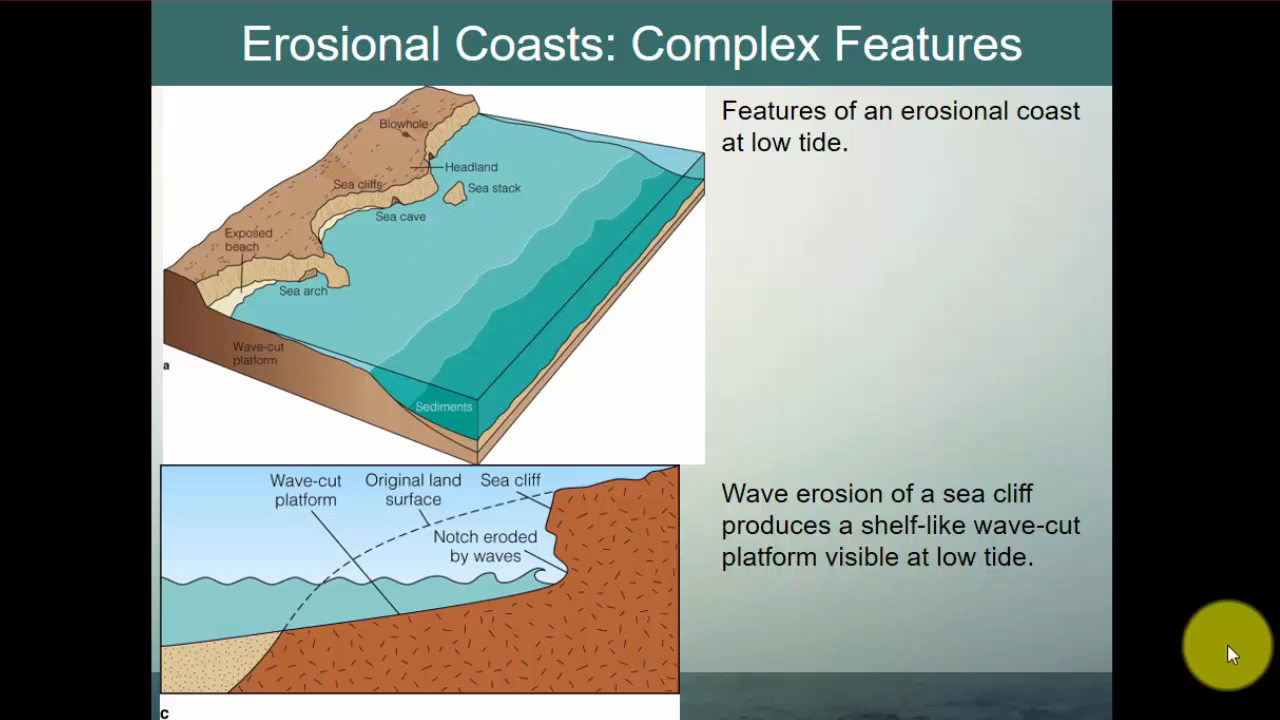 Erosional Coasts: Complex Features
Features of an erosional coast
at low tide.
Blowhole
Headland
Sea cliffs
Sea stack
Sea cave
Exposed
beach
Sea arch
Wave-cut
platform
a
Sediments
Wave-cut
platform
Original land
surface
Sea cliff
Notch eroded
by waves
Wave erosion of a sea cliff
produces a shelf-like wave-cut
platform visible at low tide.
c